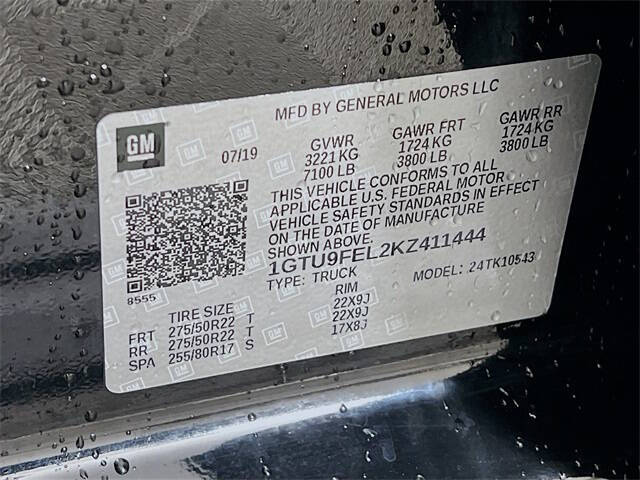 MFD BY GENERAL MOTORS LLC
GM
07/19
GVWR GAWR FRT GAWR RR
3221 KG 1724 KG 1724 KG
7100 LB 3800 LB 3800 LB
THIS VEHICLE CONFORMS TO ALL
APPLICABLE U.S. FEDERAL MOTOR
VEHICLE SAFETY STANDARDS IN EFFECT
ON THE DATE OF MANUFACTURE
SHOWN ABOVE.
1GTU9FEL2KZ411444
TYPE: TRUCK MODEL: 24TK10543
8555
TIRE SIZE RIM
FRT 275/50R22 T 22X9J
RR 275/50R22 T 22X9J
SPA 255/80R17 S 17X8J